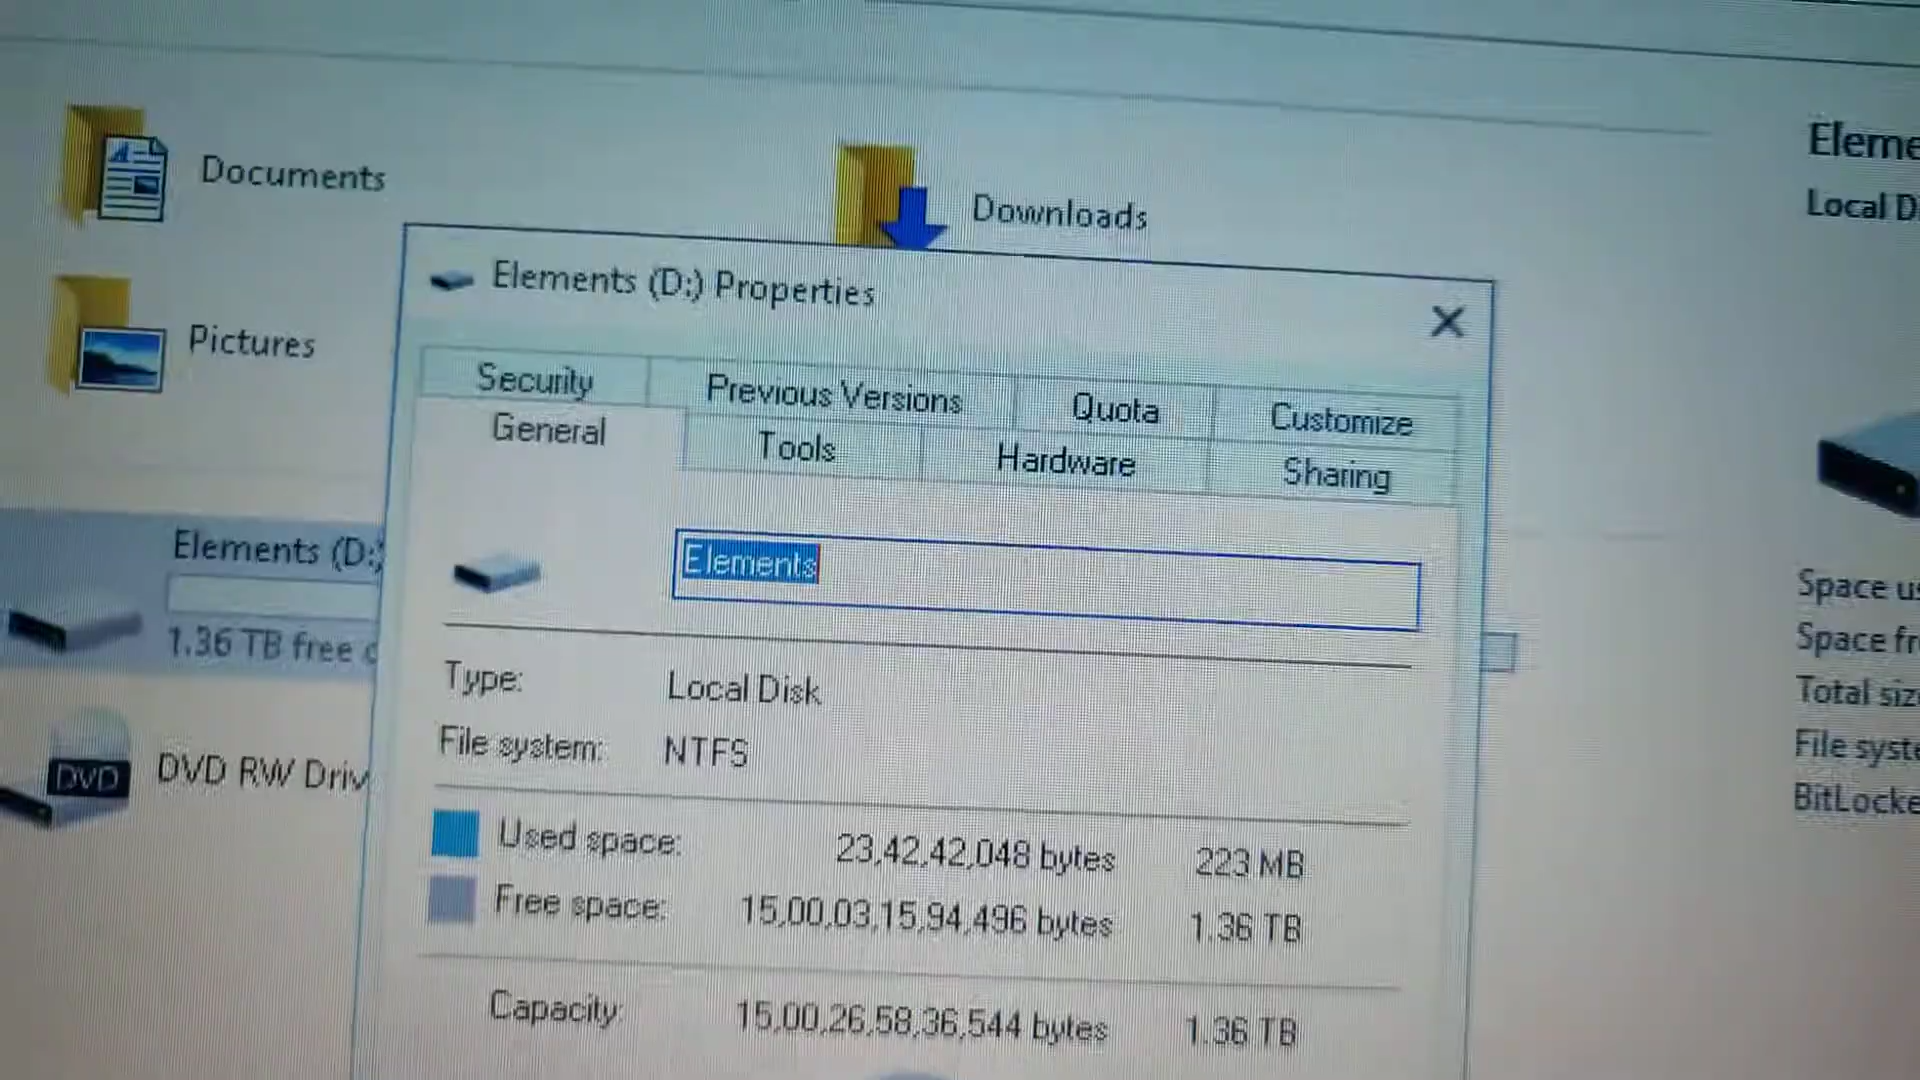 Documents
Downloads
Pictures
Eleme
Local D
Elements (D:) Properties
Security
Previous Versions
Quota
Customize
General
Tools
Hardware
Sharing
Elements (D:)
1.36 TB free
Elements
Type:
Local Disk
File system:
NTFS
DVD
DVD RW Driv
Used space:
23,42,42,048 bytes
223 MB
Free space:
15,00,03,15,94,496 bytes
1.36 TB
Capacity:
15,00,26,58,36,544 bytes
1.36 TB
Space us
Space fr
Total size
File syste
BitLocke